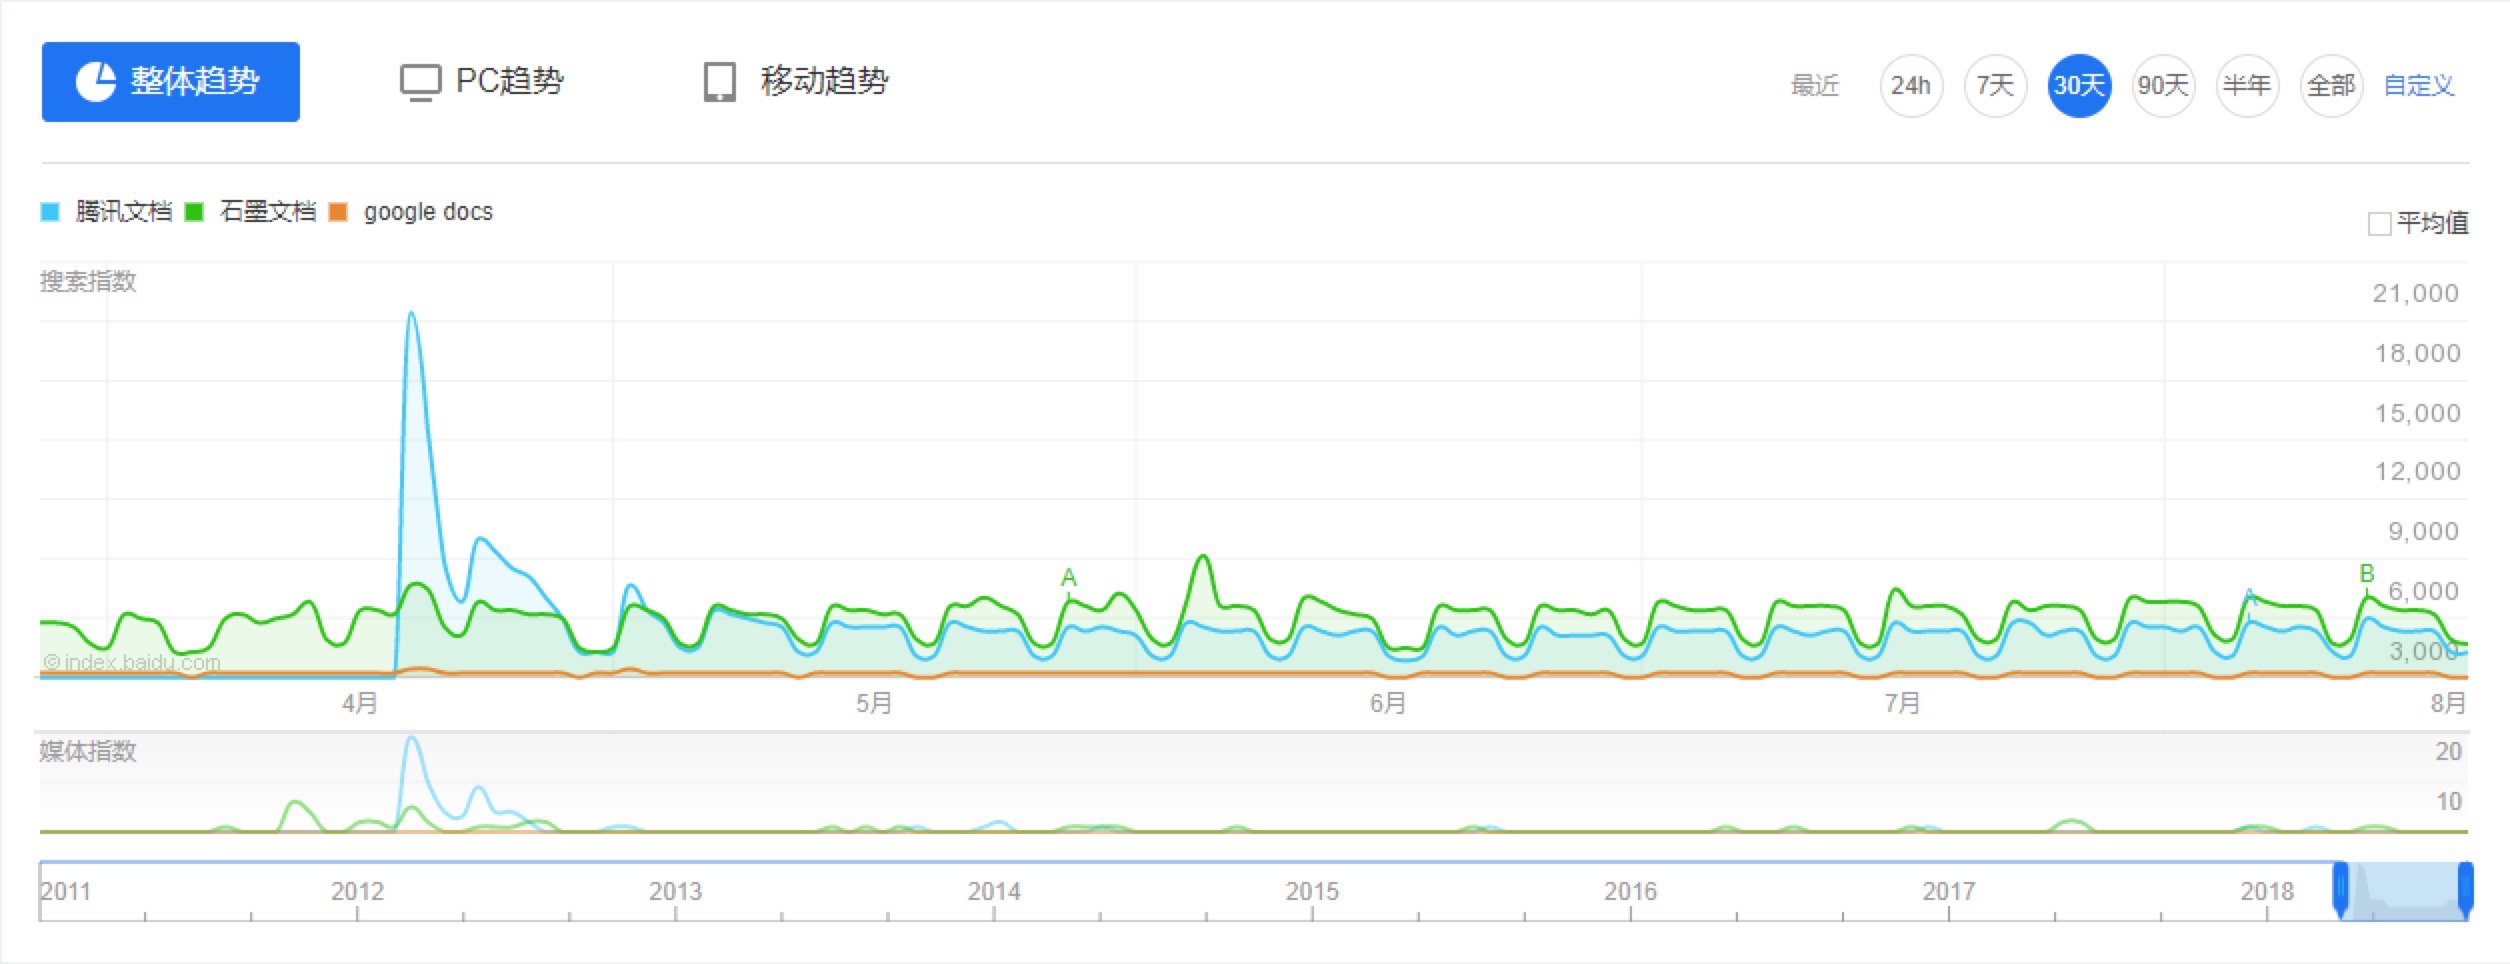 整体趋势 PC趋势 移动趋势 最近 24h 7天 30天 90天 半年 全部 自定义
腾讯文档 石墨文档 google docs
平均值
搜索指数
21,000
18,000
15,000
12,000
9,000
A
B
6,000
A
3,000
©index.baidu.com
4月 5月 6月 7月 8月
媒体指数
20
10
2011 2012 2013 2014 2015 2016 2017 2018